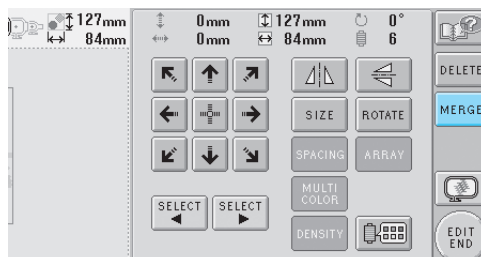 127mm 0mm 127mm 0°
84mm 0mm 84mm 6
DELETE
SIZE ROTATE MERGE
SPACING ARRAY
MULTI
COLOR
SELECT SELECT
DENSITY
EDIT
END